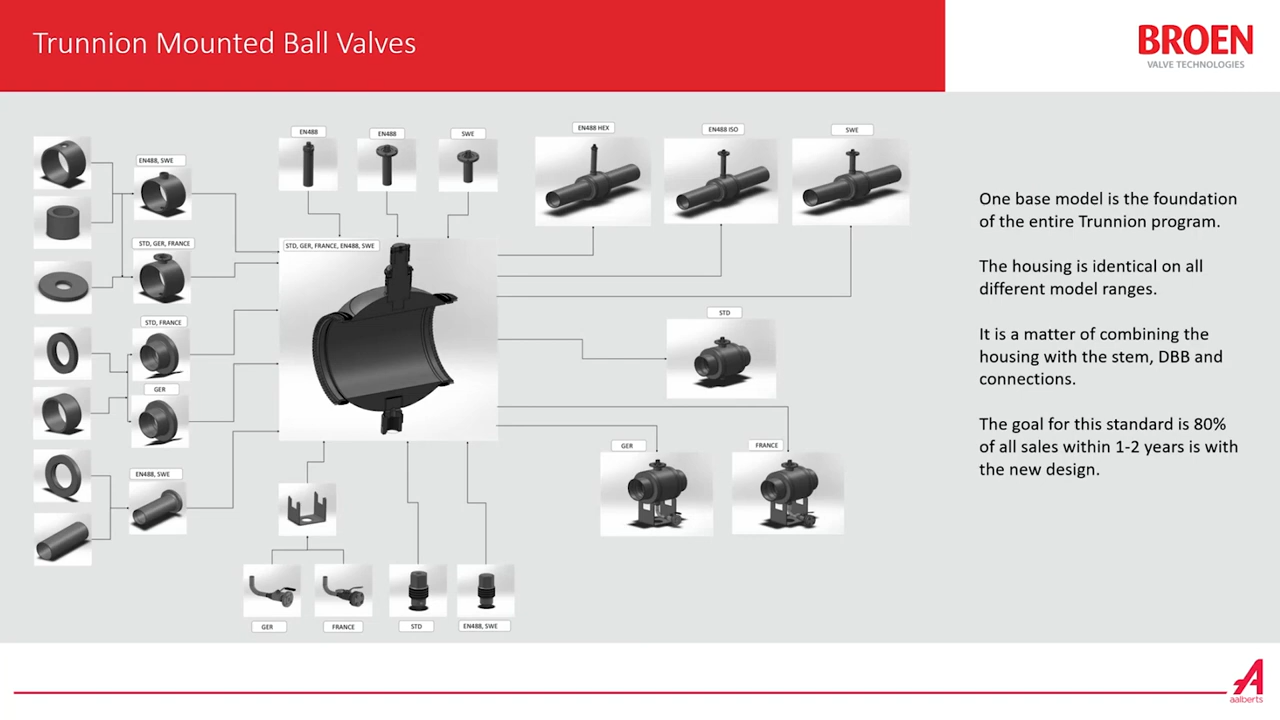 Trunnion Mounted Ball Valves
BROEN
VALVE TECHNOLOGIES
EN488
EN488
SWE
EN488 HEX
EN488 ISO
SWE
EN488, SWE
STD, GER, FRANCE
STD, GER, FRANCE, EN488, SWE
STD, FRANCE
GER
EN488, SWE
STD
GER
FRANCE
GER
FRANCE
STD
EN488, SWE
One base model is the foundation
of the entire Trunnion program.
The housing is identical on all
different model ranges.
It is a matter of combining the
housing with the stem, DBB and
connections.
The goal for this standard is 80%
of all sales within 1-2 years is with
the new design.
aalberts